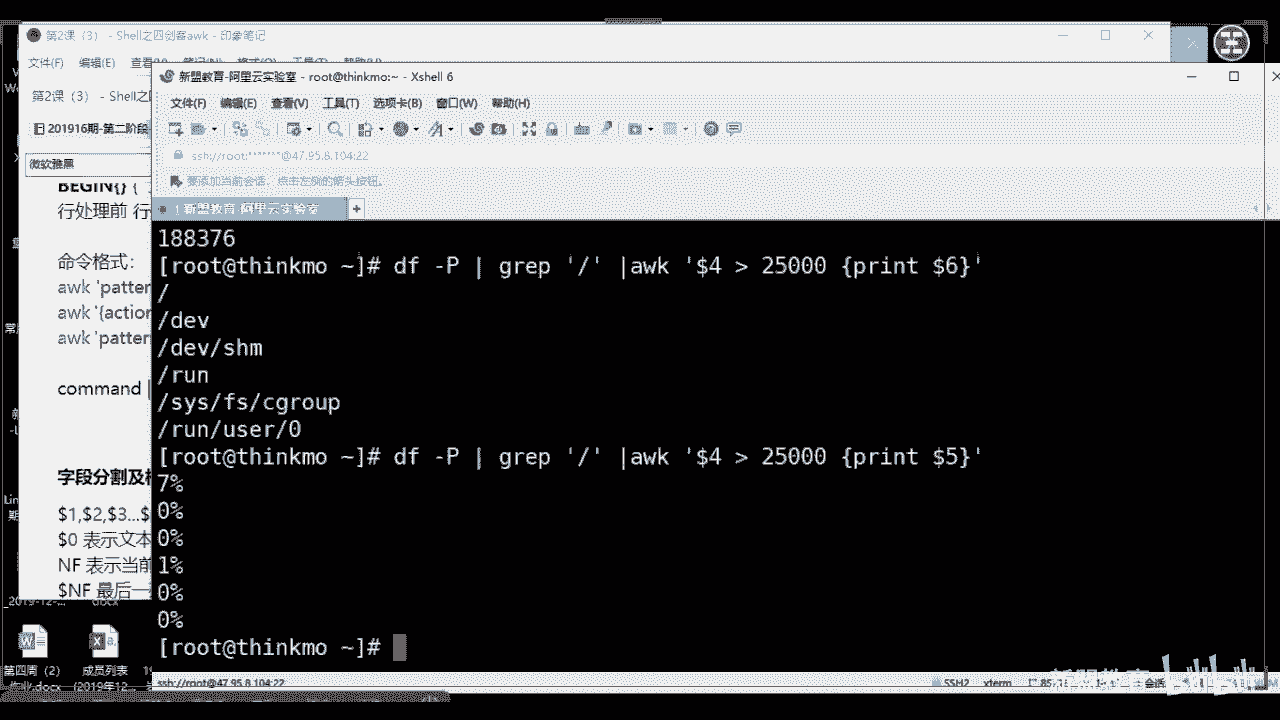 第2课（3） - Shell之四剑客awk - 印象笔记
文件(F) 编辑(E) 查看(V) 笔记(N) 格式(O) 工具(T) 帮助(H)
新盟教育-阿里云实验室 - root@thinkmo:~ - Xshell 6
第2课（3） - Shell之
文件(F) 编辑(E) 查看(V) 工具(T) 选项卡(B) 窗口(W) 帮助(H)
201916期-第二阶段
ssh://root:*******@47.95.8.104:22
微软雅黑
要添加当前会话，点击左侧的箭头按钮。
BEGIN{} {
1 新盟教育-阿里云实验室
行处理前 行
命令格式：
awk 'patter
awk '{action
awk 'patter
command |
字段分割及
$1,$2,$3...$
$0 表示文本
NF 表示当前
$NF 最后一
188376
[root@thinkmo ~]# df -P | grep '/' |awk '$4 > 25000 {print $6}'
/
/dev
/dev/shm
/run
/sys/fs/cgroup
/run/user/0
[root@thinkmo ~]# df -P | grep '/' |awk '$4 > 25000 {print $5}'
7%
0%
0%
1%
0%
0%
[root@thinkmo ~]#
第四周（2）
成员列表
作业.docx
(2019年12...
ssh://root@47.95.8.104:22
SSH2
xterm
新盟教育
bilibili